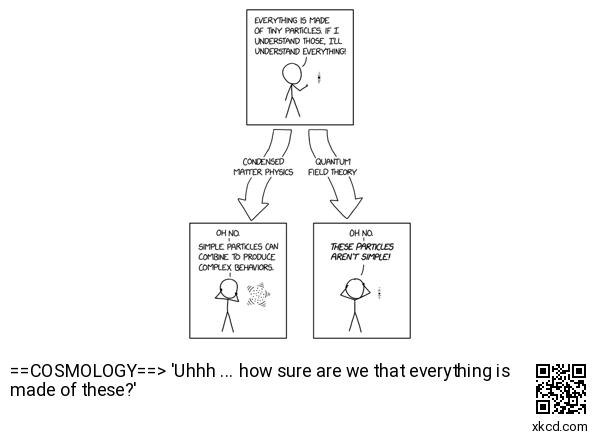 EVERYTHING IS MADE
OF TINY PARTICLES. IF I
UNDERSTAND THOSE, I'LL
UNDERSTAND EVERYTHING!
CONDENSED
MATTER PHYSICS
QUANTUM
FIELD THEORY
OH NO.
SIMPLE PARTICLES CAN
COMBINE TO PRODUCE
COMPLEX BEHAVIORS.
OH NO.
THESE PARTICLES
AREN'T SIMPLE!
==COSMOLOGY==> 'Uhhh ... how sure are we that everything is
made of these?'
xkcd.com